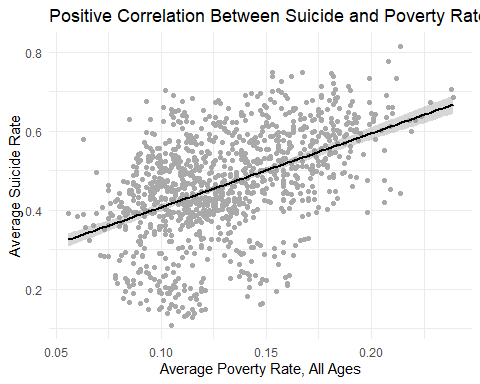 Positive Correlation Between Suicide and Poverty Rate
Average Suicide Rate
0.8
0.6
0.4
0.2
0.05
0.10
0.15
0.20
Average Poverty Rate, All Ages